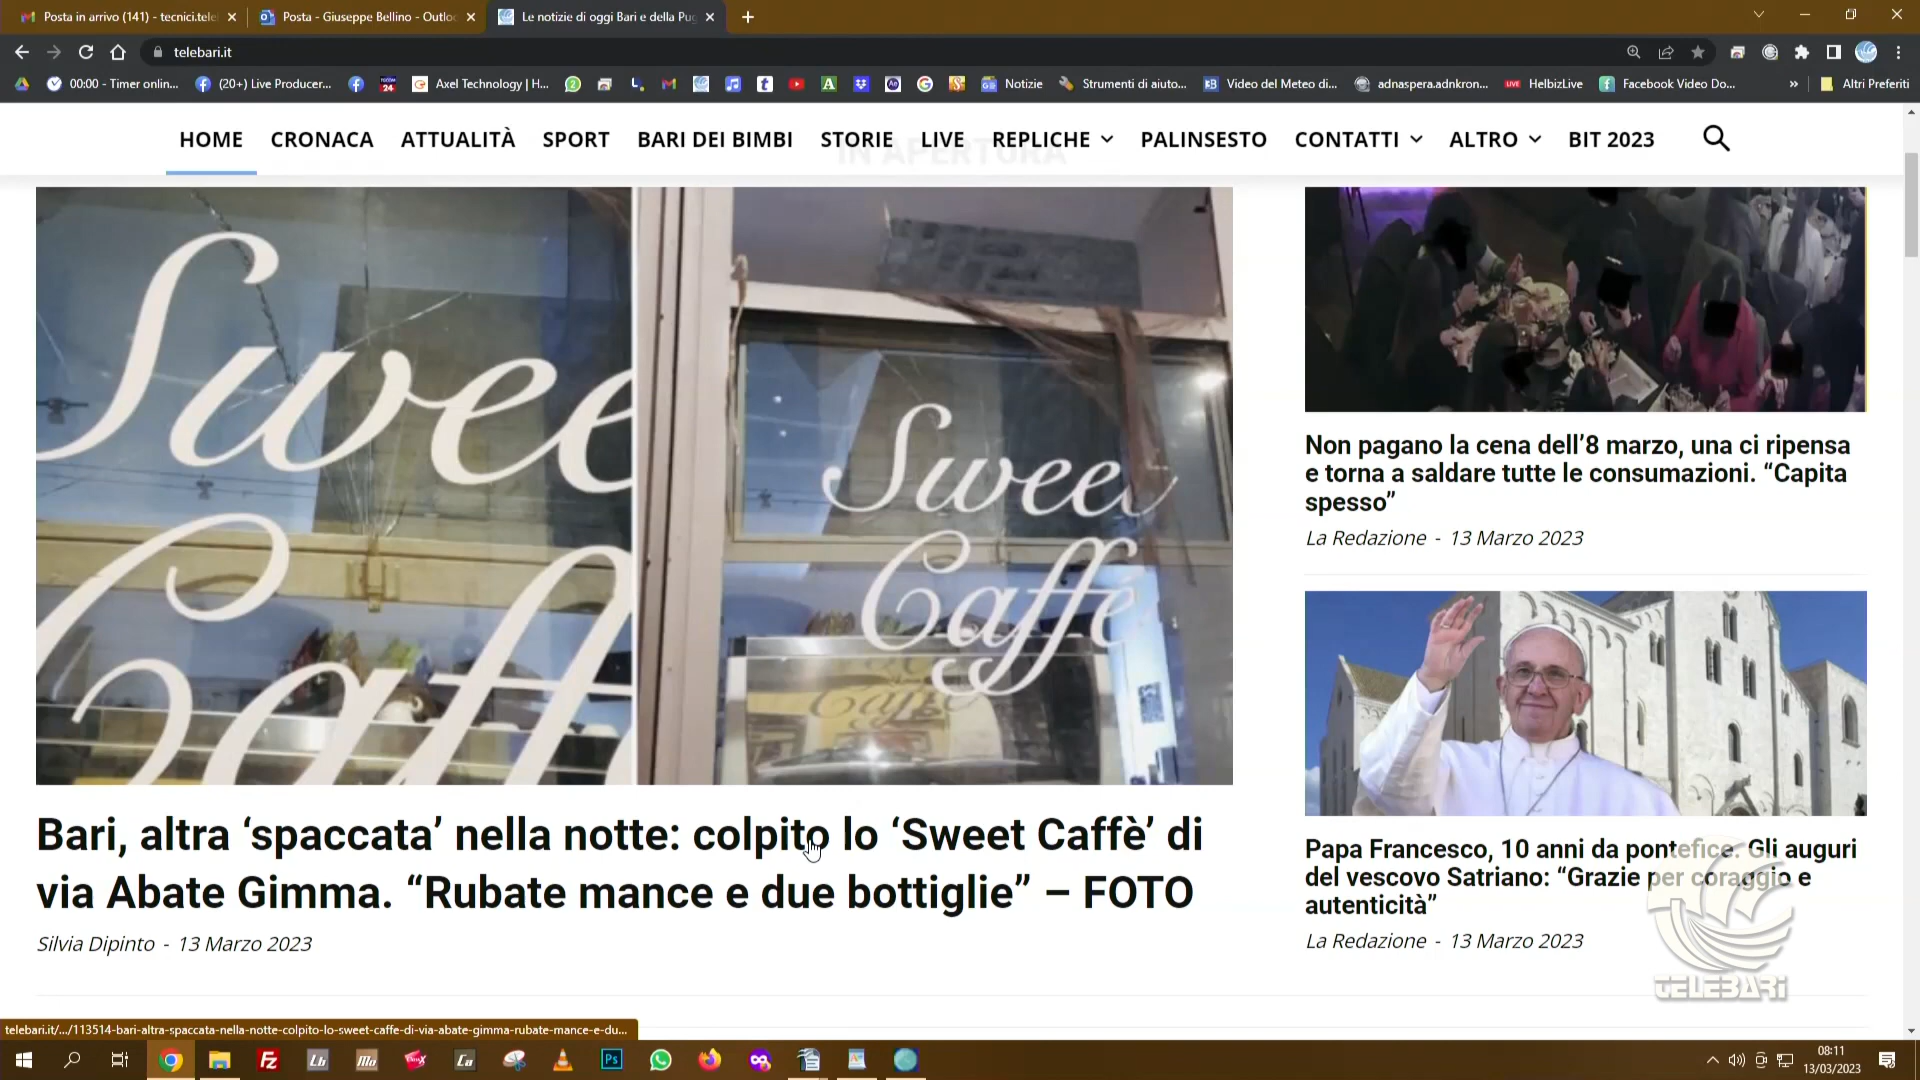 Posta in arrivo (141) - tecnici.tele
Posta - Giuseppe Bellino - Outloo
Le notizie di oggi Bari e della Pug
telebari.it
00:00 - Timer onlin...
(20+) Live Producer...
Axel Technology | H...
Notizie
Strumenti di aiuto...
Video del Meteo di...
adnaspera.adnkron...
HelbizLive
Facebook Video Do...
»
Altri Preferiti
HOME
CRONACA
ATTUALITÀ
SPORT
BARI DEI BIMBI
STORIE
LIVE
REPLICHE
PALINSESTO
CONTATTI
ALTRO
BIT 2023
IN APERTURA
Swee
Caff
Sweet
Caffè
Bari, altra ‘spaccata’ nella notte: colpito lo ‘Sweet Caffè’ di
via Abate Gimma. “Rubate mance e due bottiglie” – FOTO
Silvia Dipinto - 13 Marzo 2023
Non pagano la cena dell’8 marzo, una ci ripensa
e torna a saldare tutte le consumazioni. “Capita
spesso”
La Redazione - 13 Marzo 2023
Papa Francesco, 10 anni da pontefice. Gli auguri
del vescovo Satriano: “Grazie per coraggio e
autenticità”
La Redazione - 13 Marzo 2023
TELEBARI
telebari.it/.../113514-bari-altra-spaccata-nella-notte-colpito-lo-sweet-caffe-di-via-abate-gimma-rubate-mance-e-du...
08:11
13/03/2023